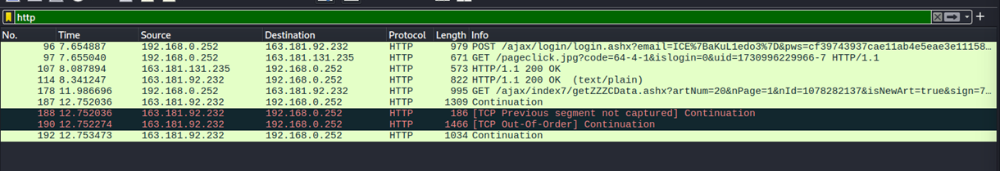 http
No. Time Source Destination Protocol Length Info
96 7.654887 192.168.0.252 163.181.92.232 HTTP 979 POST /ajax/login/login.ashx?email=ICE%7BaKuL1edo3%7D&pws=cf39743937cae11ab4e5eae3e11158…
97 7.655040 192.168.0.252 163.181.131.235 HTTP 671 GET /pageclick.jpg?code=64-4-1&islogin=0&uid=1730996229966-7 HTTP/1.1
107 8.087894 163.181.131.235 192.168.0.252 HTTP 573 HTTP/1.1 200 OK
114 8.341247 163.181.92.232 192.168.0.252 HTTP 822 HTTP/1.1 200 OK (text/plain)
178 11.986696 192.168.0.252 163.181.92.232 HTTP 995 GET /ajax/index7/getZZZCData.ashx?artNum=20&nPage=1&nId=1078282137&isNewArt=true&sign=7…
187 12.752036 163.181.92.232 192.168.0.252 HTTP 1309 Continuation
188 12.752036 163.181.92.232 192.168.0.252 HTTP 186 [TCP Previous segment not captured] Continuation
190 12.752274 163.181.92.232 192.168.0.252 HTTP 1466 [TCP Out-Of-Order] Continuation
192 12.753473 163.181.92.232 192.168.0.252 HTTP 1034 Continuation